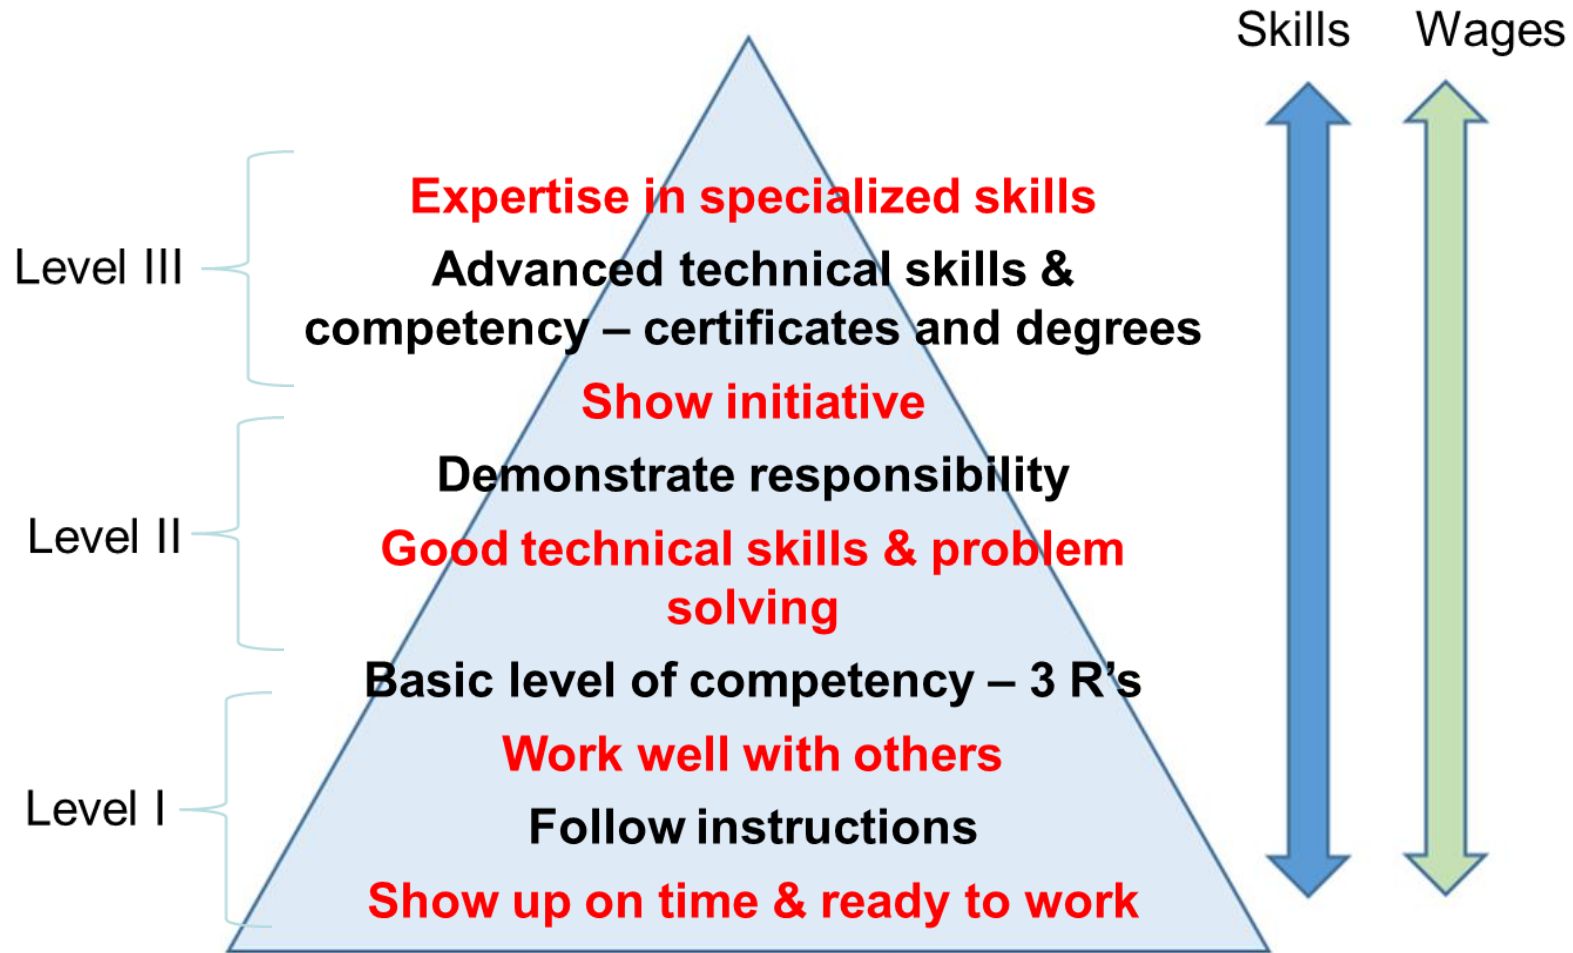 Skills
Wages
Expertise in specialized skills
Level III
Advanced technical skills &
competency – certificates and degrees
Show initiative
Demonstrate responsibility
Level II
Good technical skills & problem
solving
Basic level of competency – 3 R’s
Work well with others
Level I
Follow instructions
Show up on time & ready to work